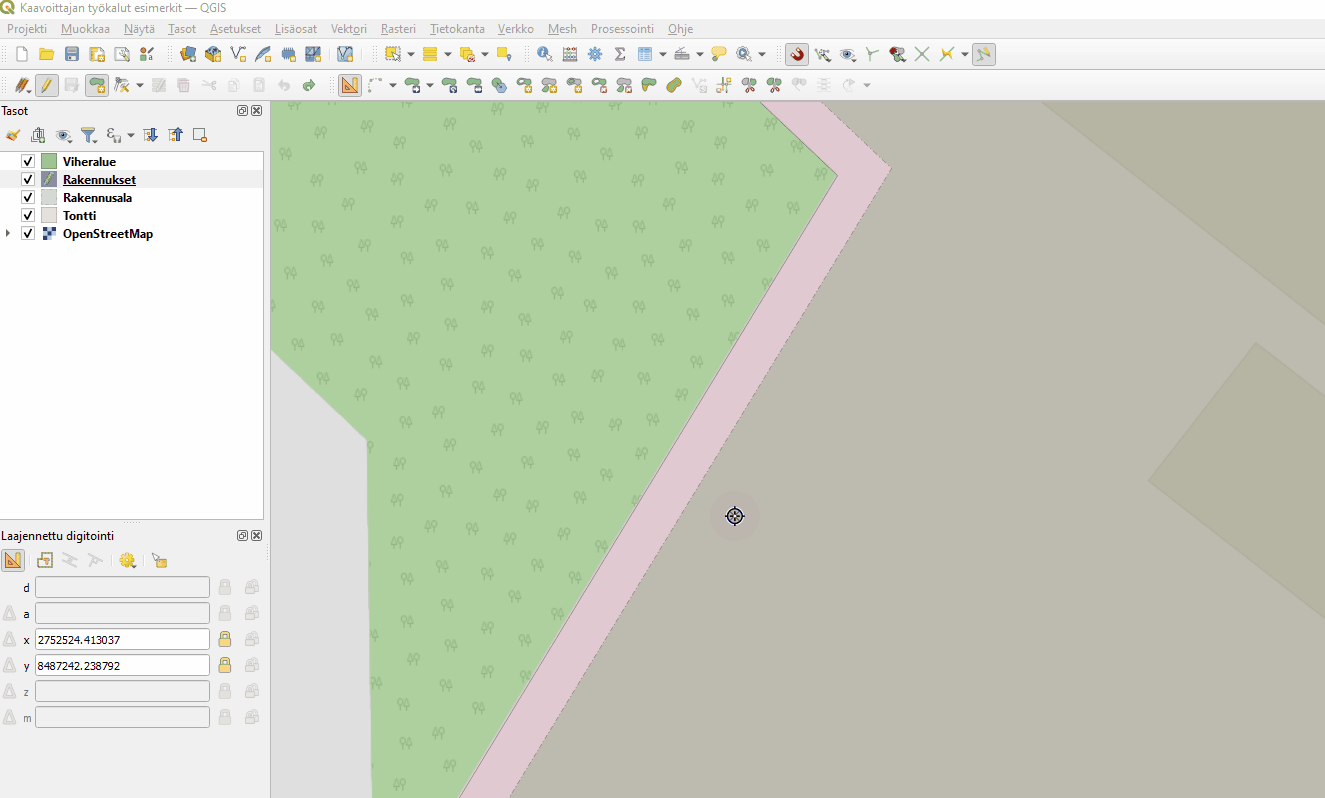 Kaavoittajan työkalut esimerkit — QGIS
Projekti Muokkaa Näytä Tasot Asetukset Lisäosat Vektori Rasteri Tietokanta Verkko Mesh Prosessointi Ohje
Tasot
Viheralue
Rakennukset
Rakennusala
Tontti
OpenStreetMap
Laajennettu digitointi
d
a
x 2752524.413037
y 8487242.238792
z
m